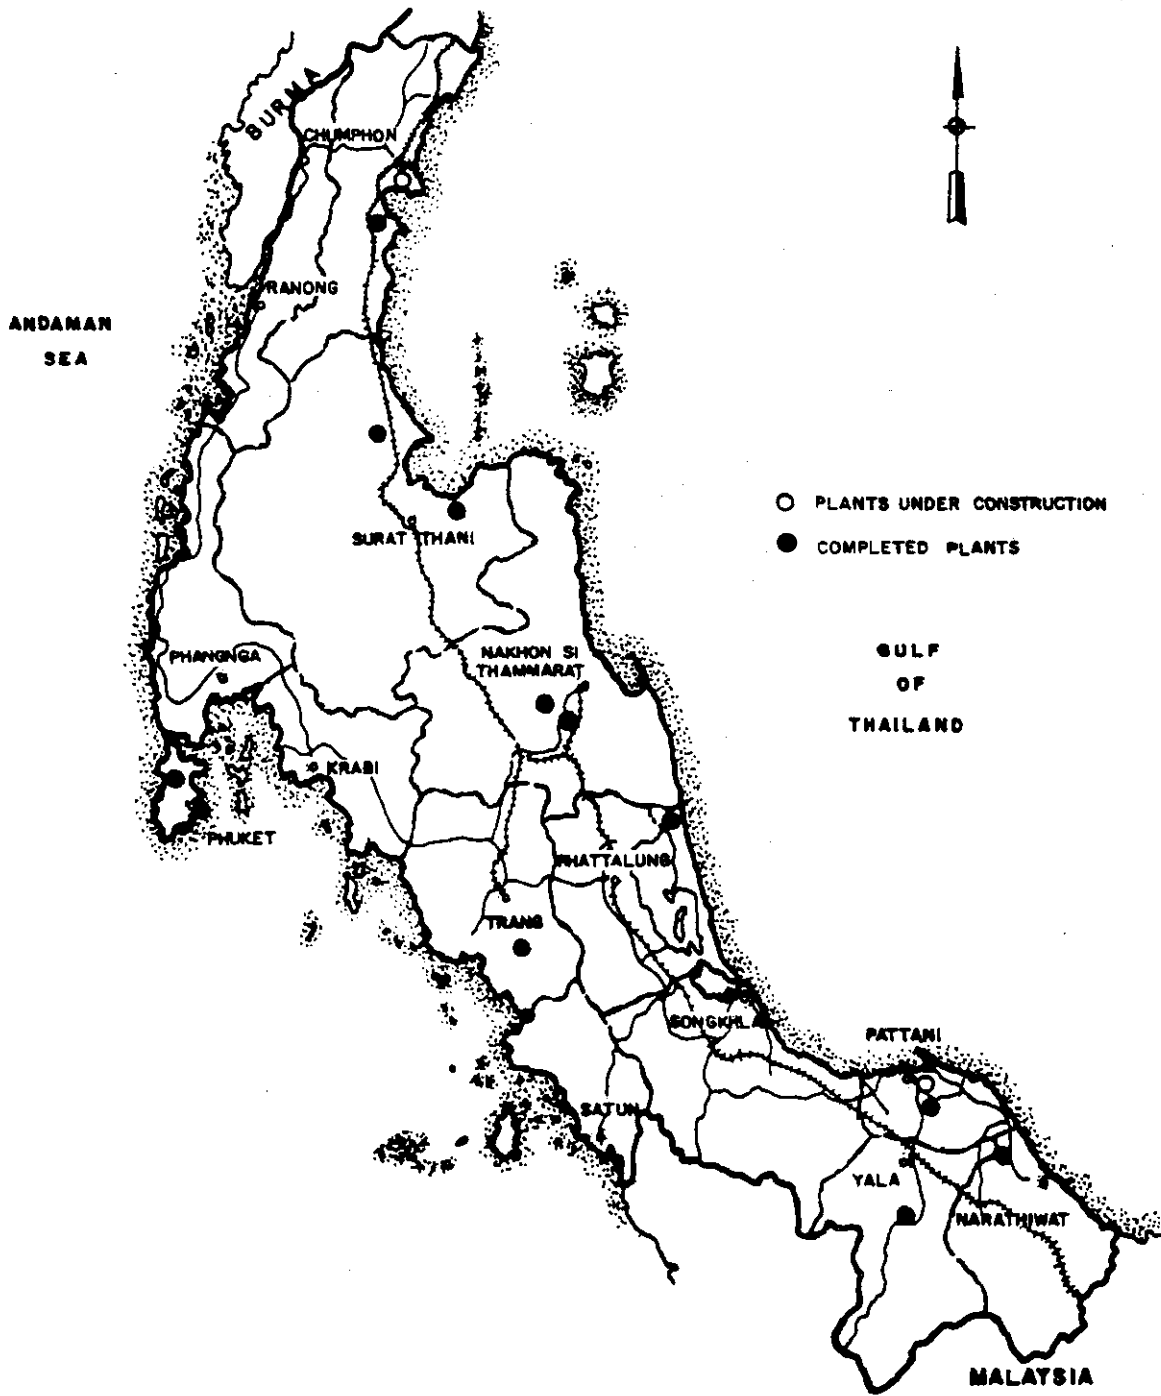 BURMA
CHUMPHON
RANONG
ANDAMAN
SEA
PLANTS UNDER CONSTRUCTION
COMPLETED PLANTS
SURAT THANI
GULF
OF
THAILAND
NAKHON SI
THAMMARAT
PHANGNGA
KRABI
PHUKET
PHATTALUNG
TRANG
SONGKHLA
PATTANI
SATUN
YALA
NARATHIWAT
MALAYSIA